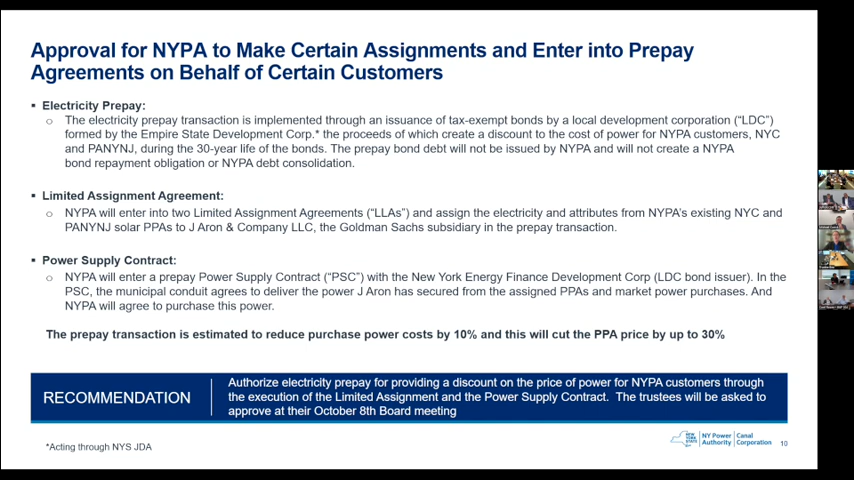 Approval for NYPA to Make Certain Assignments and Enter into Prepay
Agreements on Behalf of Certain Customers
▪ Electricity Prepay:
o The electricity prepay transaction is implemented through an issuance of tax-exempt bonds by a local development corporation (“LDC”)
formed by the Empire State Development Corp.* the proceeds of which create a discount to the cost of power for NYPA customers, NYC
and PANYNJ, during the 30-year life of the bonds. The prepay bond debt will not be issued by NYPA and will not create a NYPA
bond repayment obligation or NYPA debt consolidation.
▪ Limited Assignment Agreement:
o NYPA will enter into two Limited Assignment Agreements (“LLAs”) and assign the electricity and attributes from NYPA’s existing NYC and
PANYNJ solar PPAs to J Aron & Company LLC, the Goldman Sachs subsidiary in the prepay transaction.
▪ Power Supply Contract:
o NYPA will enter a prepay Power Supply Contract (“PSC”) with the New York Energy Finance Development Corp (LDC bond issuer). In the
PSC, the municipal conduit agrees to deliver the power J Aron has secured from the assigned PPAs and market power purchases. And
NYPA will agree to purchase this power.
The prepay transaction is estimated to reduce purchase power costs by 10% and this will cut the PPA price by up to 30%
RECOMMENDATION
Authorize electricity prepay for providing a discount on the price of power for NYPA customers through
the execution of the Limited Assignment and the Power Supply Contract. The trustees will be asked to
approve at their October 8th Board meeting
*Acting through NYS JDA
NEW YORK STATE
NY Power Authority
Canal Corporation
10